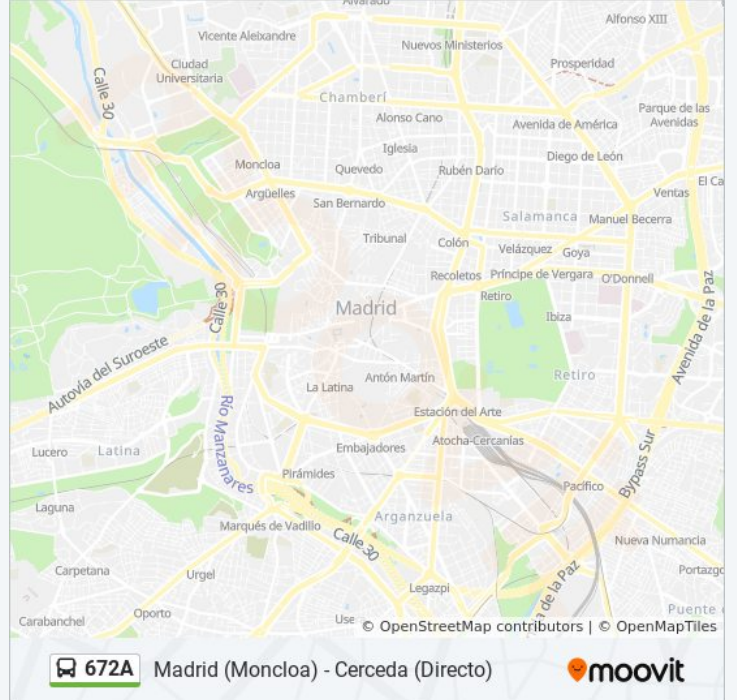 Alvarado
Alfonso XIII
Vicente Aleixandre
Nuevos Ministerios
Ciudad
Universitaria
Prosperidad
Calle 30
Chamberí
Parque de las
Avenidas
Alonso Cano
Avenida de América
Iglesia
Diego de León
Moncloa
Quevedo
Rubén Darío
El Ca
Argüelles
Ventas
San Bernardo
Salamanca
Manuel Becerra
Tribunal
Colón
Velázquez
Goya
Recoletos
Príncipe de Vergara
O'Donnell
Calle 30
Retiro
Madrid
Ibiza
Avenida de la Paz
Autovía del Suroeste
La Latina
Antón Martín
Retiro
Estación del Arte
Río Manzanares
Atocha-Cercanías
Lucero
Latina
Embajadores
Bypass Sur
Pirámides
Pacífico
Laguna
Marqués de Vadillo
Arganzuela
Calle 30
Nueva Numancia
Carpetana
Urgel
Legazpi
a de la Paz
Portazgo
Oporto
Puente
Carabanchel
Use
© OpenStreetMap contributors | © OpenMapTiles
672A Madrid (Moncloa) - Cerceda (Directo)
moovit